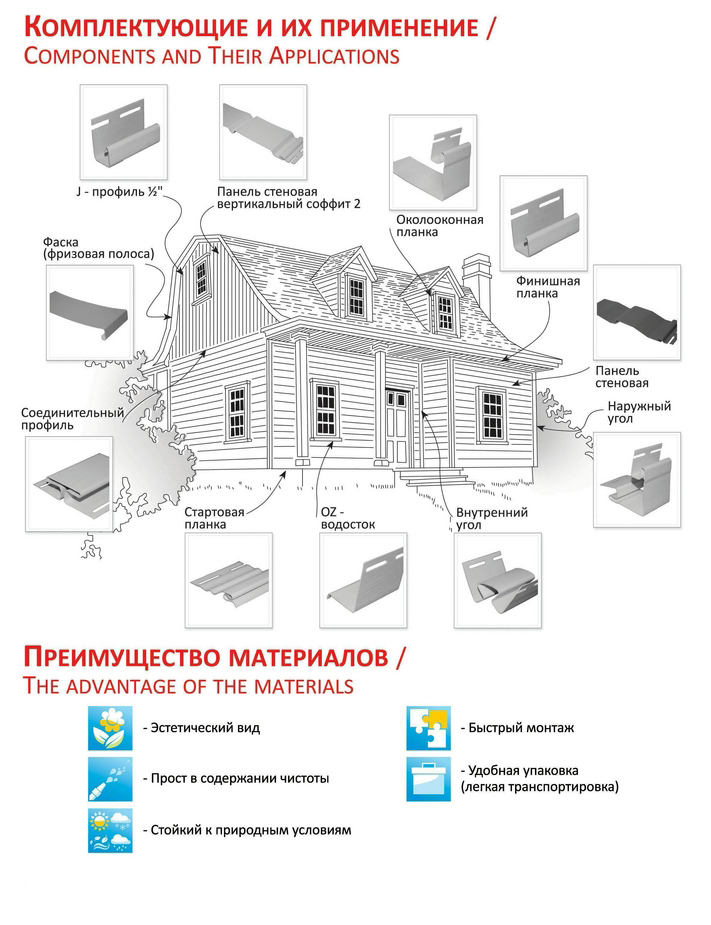 Комплектующие и их применение /
Components and Their Applications
J - профиль ½"
Панель стеновая
вертикальный соффит 2
Околооконная
планка
Фаска
(фризовая полоса)
Финишная
планка
Панель
стеновая
Соединительный
профиль
Наружный
угол
Стартовая
планка
OZ -
водосток
Внутренний
угол
Преимущество материалов /
The advantage of the materials
- Эстетический вид
- Быстрый монтаж
- Прост в содержании чистоты
- Удобная упаковка
(легкая транспортировка)
- Стойкий к природным условиям